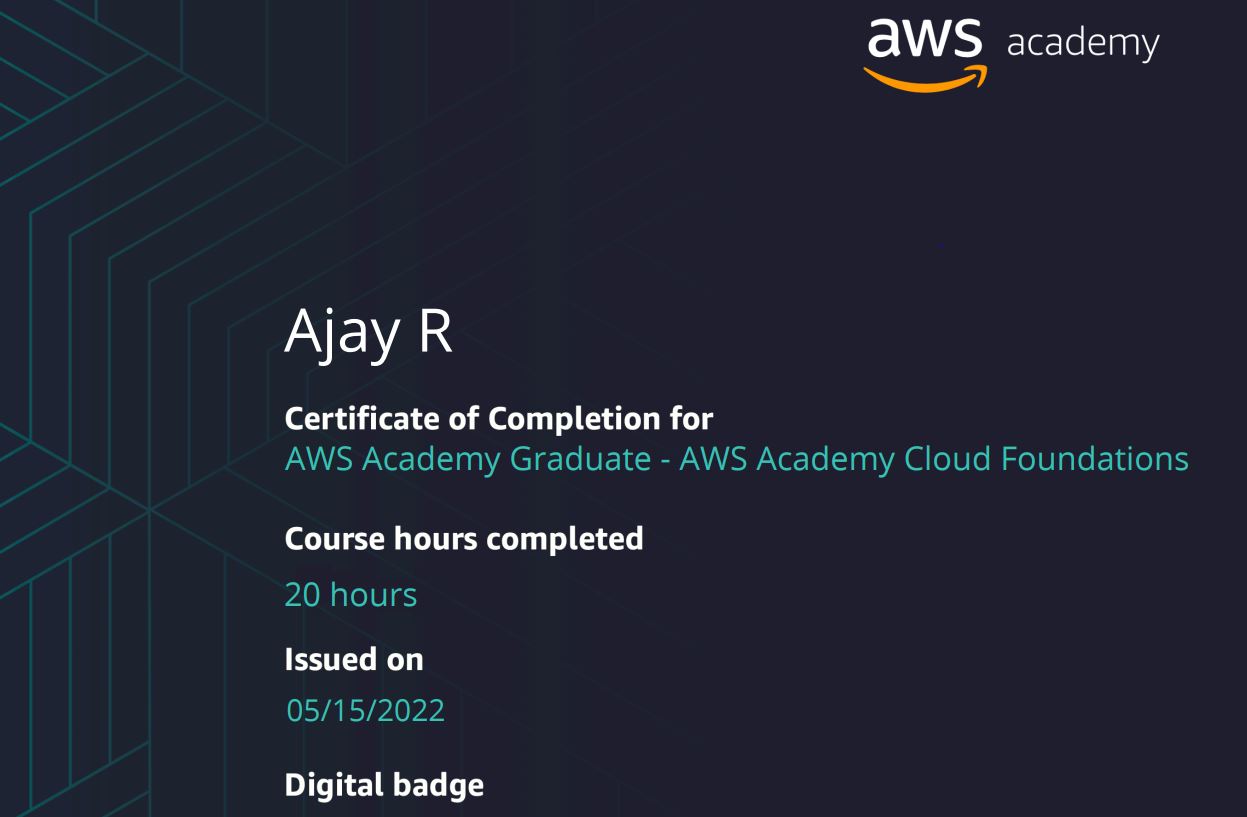 aws academy
Ajay R
Certificate of Completion for
AWS Academy Graduate - AWS Academy Cloud Foundations
Course hours completed
20 hours
Issued on
05/15/2022
Digital badge